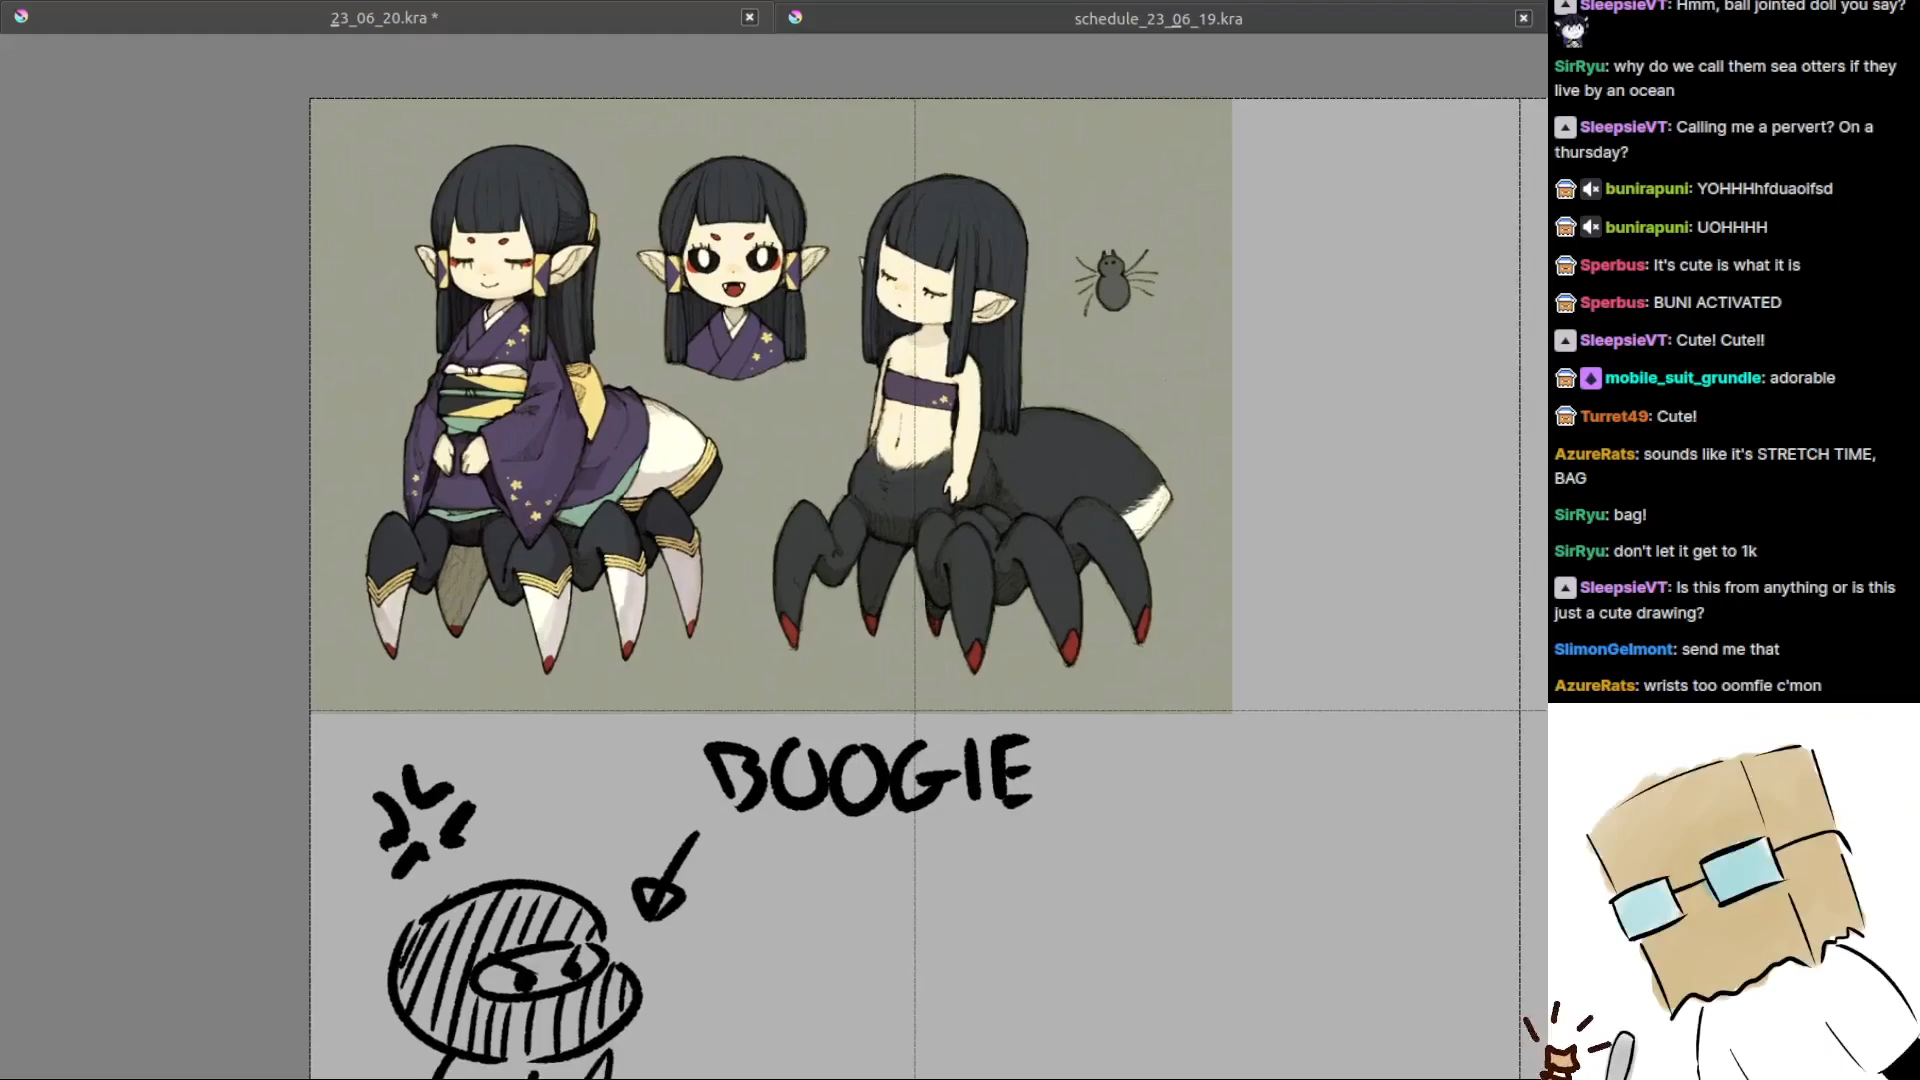 23_06_20.kra *
schedule_23_06_19.kra
SleepsieVT: Hmm, ball jointed doll you say?
SirRyu: why do we call them sea otters if they
live by an ocean
SleepsieVT: Calling me a pervert? On a
thursday?
bunirapuni: YOHHHhfduaoifsd
bunirapuni: UOHHHH
Sperbus: It's cute is what it is
Sperbus: BUNI ACTIVATED
SleepsieVT: Cute! Cute!!
mobile_suit_grundle: adorable
Turret49: Cute!
AzureRats: sounds like it's STRETCH TIME,
BAG
SirRyu: bag!
SirRyu: don't let it get to 1k
SleepsieVT: Is this from anything or is this
just a cute drawing?
SlimonGelmont: send me that
AzureRats: wrists too oomfie c'mon
BOOGIE